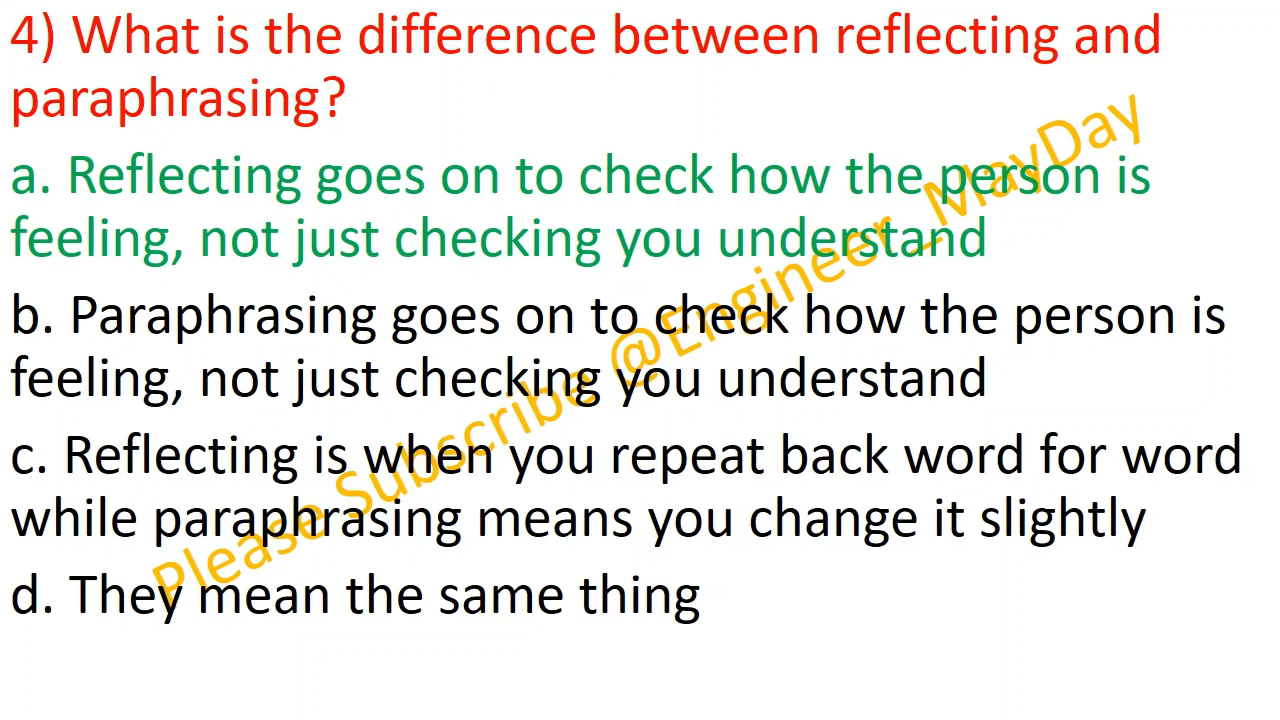 4) What is the difference between reflecting and
paraphrasing?
a. Reflecting goes on to check how the person is
feeling, not just checking you understand
b. Paraphrasing goes on to check how the person is
feeling, not just checking you understand
c. Reflecting is when you repeat back word for word
while paraphrasing means you change it slightly
d. They mean the same thing
Please Subscribe @Engineer_MayDay